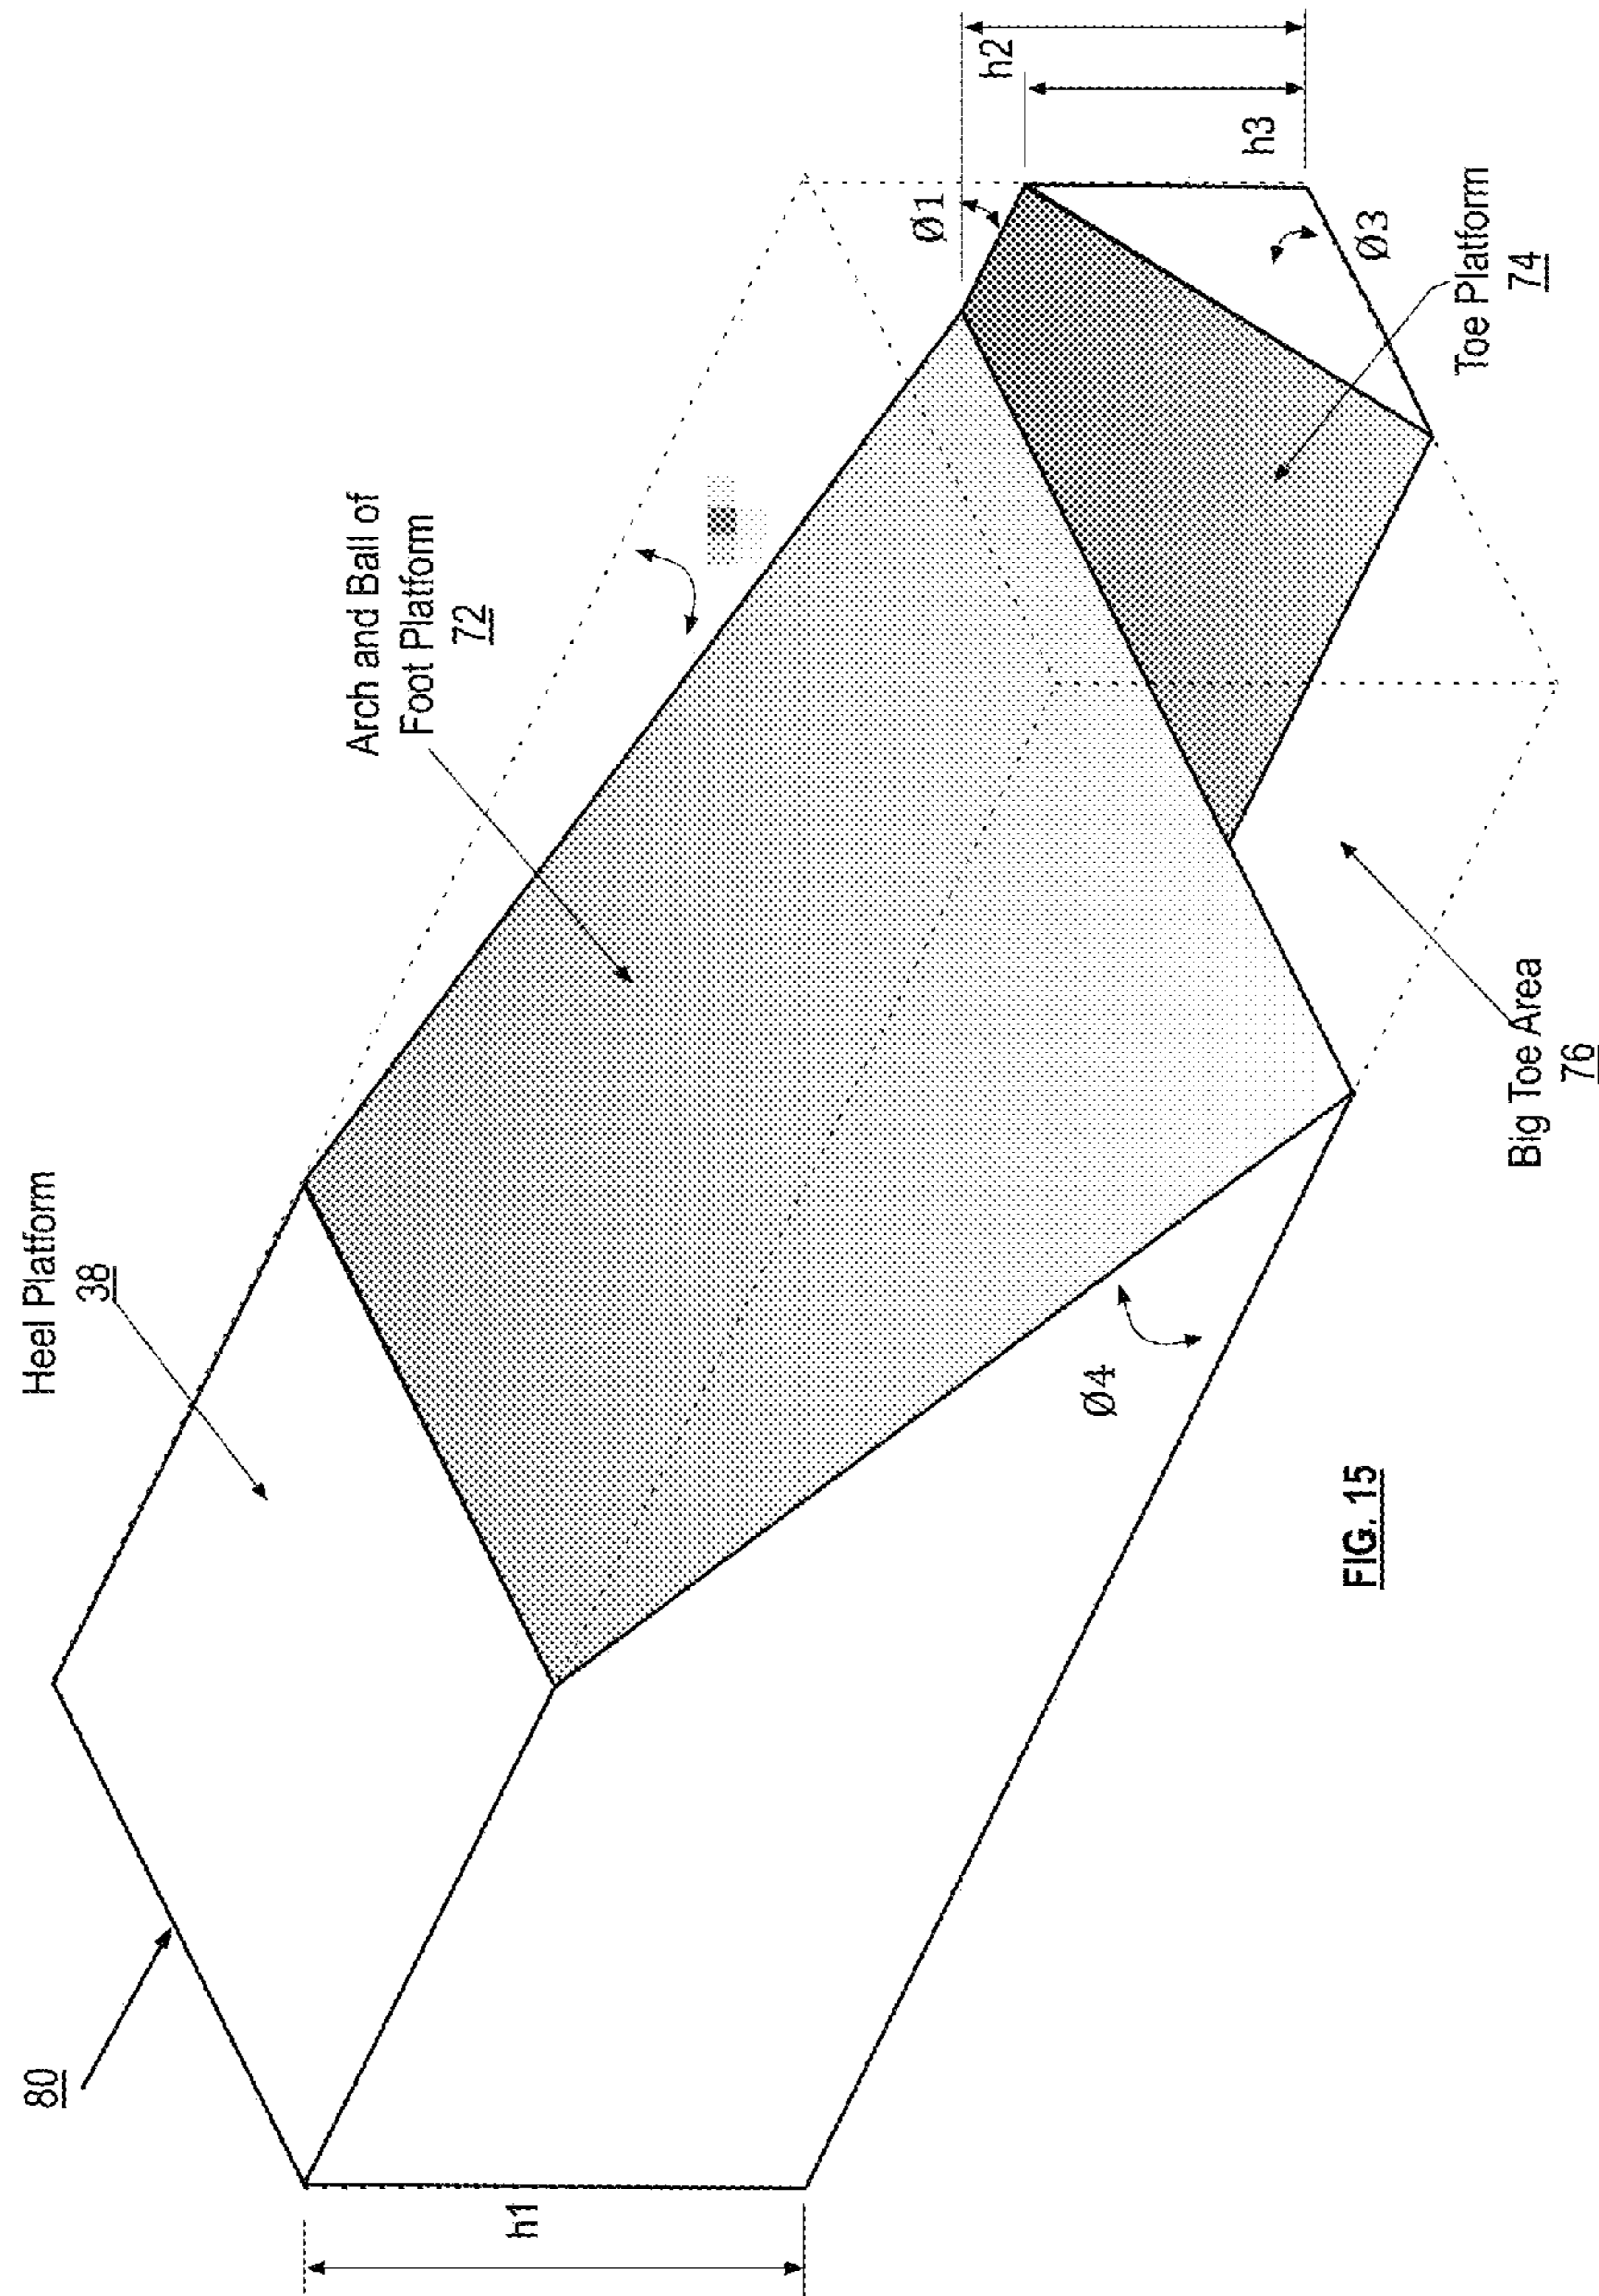 80
Heel Platform
38
Arch and Ball of
Foot Platform
72
h1
Ø4
Ø1
h2
h3
Ø3
Toe Platform
74
Big Toe Area
76
FIG. 15